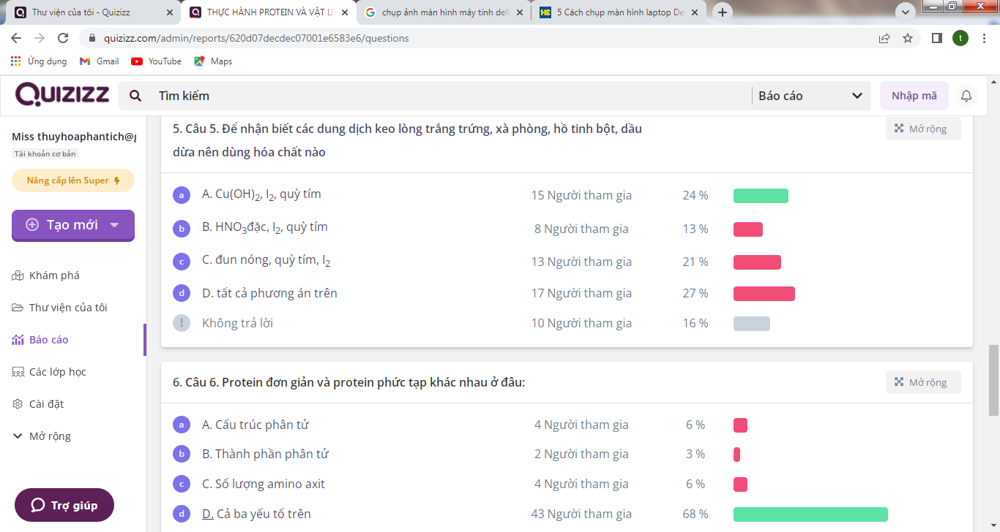 Thư viện của tôi - Quizizz
THỰC HÀNH PROTEIN VÀ VẬT LI
chụp ảnh màn hình máy tính dell
5 Cách chụp màn hình laptop De
quizizz.com/admin/reports/620d07decdec07001e6583e6/questions
t
Ứng dụng
Gmail
YouTube
Maps
QUIZIZZ
Tìm kiếm
Báo cáo
Nhập mã
Miss thuyhoaphantich@g
Tài khoản cơ bản
Nâng cấp lên Super
Tạo mới
Khám phá
Thư viện của tôi
Báo cáo
Các lớp học
Cài đặt
Mở rộng
Trợ giúp
5. Câu 5. Để nhận biết các dung dịch keo lòng trắng trứng, xà phòng, hồ tinh bột, dầu
dừa nên dùng hóa chất nào
Mở rộng
a A. Cu(OH)2, I2, quỳ tím 15 Người tham gia 24 %
b B. HNO3đặc, I2, quỳ tím 8 Người tham gia 13 %
c C. đun nóng, quỳ tím, I2 13 Người tham gia 21 %
d D. tất cả phương án trên 17 Người tham gia 27 %
! Không trả lời 10 Người tham gia 16 %
6. Câu 6. Protein đơn giản và protein phức tạp khác nhau ở đâu:
Mở rộng
a A. Cấu trúc phân tử 4 Người tham gia 6 %
b B. Thành phần phân tử 2 Người tham gia 3 %
c C. Số lượng amino axit 4 Người tham gia 6 %
d D. Cả ba yếu tố trên 43 Người tham gia 68 %